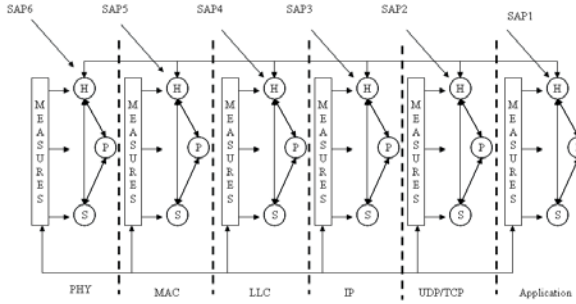 SAP6 SAP5 SAP4 SAP3 SAP2 SAP1
H H H H H H
MEASURES MEASURES MEASURES MEASURES MEASURES MEASURES
P P P P P P
S S S S S S
PHY MAC LLC IP UDP/TCP Application